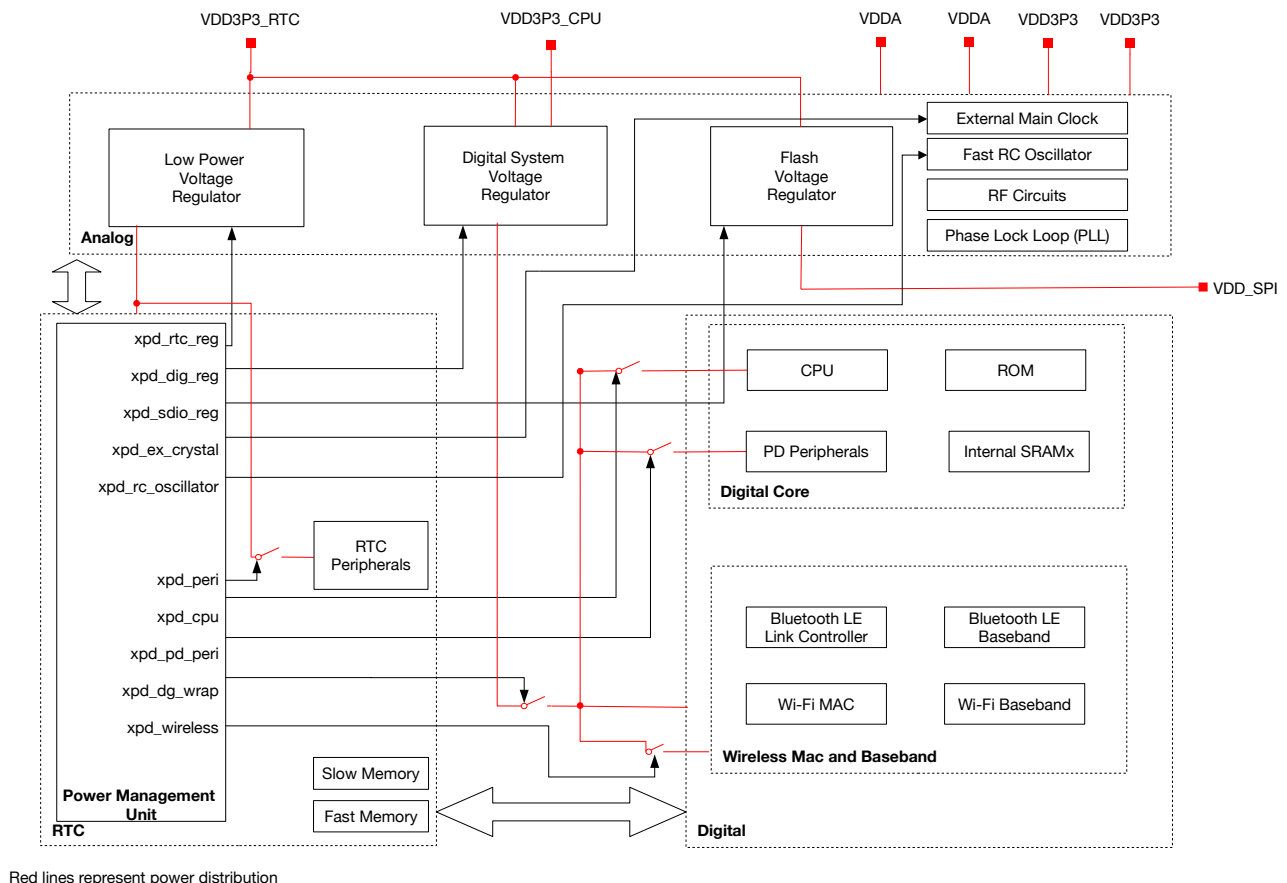 VDD3P3_RTC
VDD3P3_CPU
VDDA
VDDA
VDD3P3
VDD3P3
Low Power
Voltage
Regulator
Digital System
Voltage
Regulator
Flash
Voltage
Regulator
External Main Clock
Fast RC Oscillator
RF Circuits
Phase Lock Loop (PLL)
Analog
VDD_SPI
xpd_rtc_reg
xpd_dig_reg
xpd_sdio_reg
xpd_ex_crystal
xpd_rc_oscillator
xpd_peri
xpd_cpu
xpd_pd_peri
xpd_dg_wrap
xpd_wireless
Power Management
Unit
RTC
Peripherals
Slow Memory
Fast Memory
RTC
CPU
ROM
PD Peripherals
Internal SRAMx
Digital Core
Bluetooth LE
Link Controller
Bluetooth LE
Baseband
Wi-Fi MAC
Wi-Fi Baseband
Wireless Mac and Baseband
Digital
Red lines represent power distribution